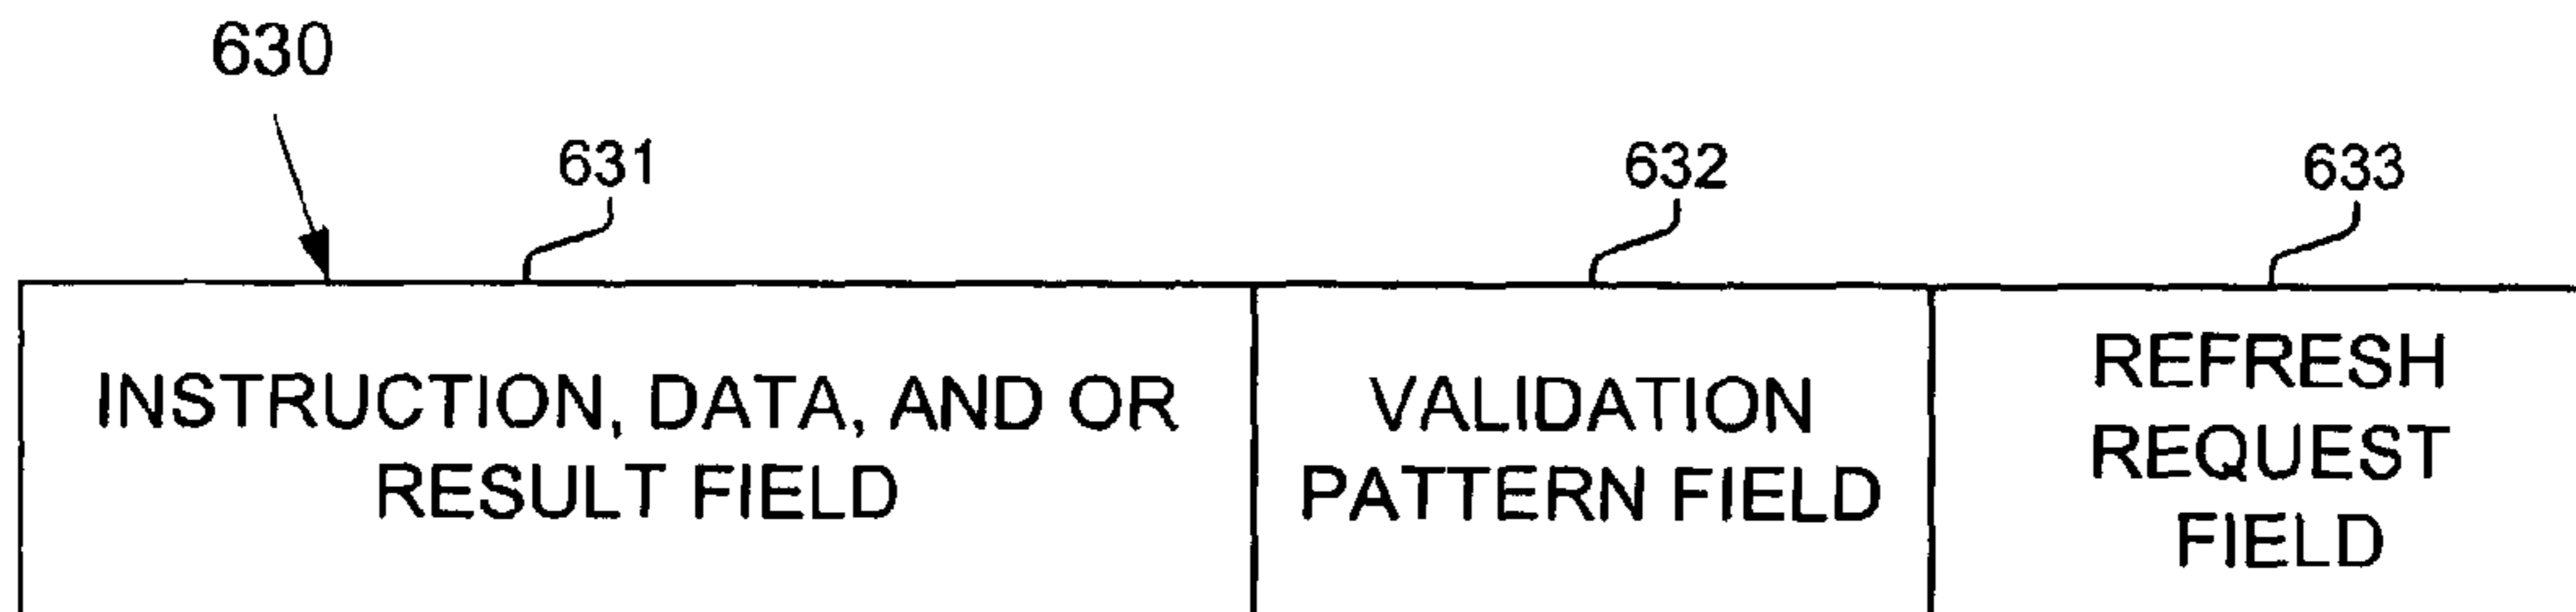 630
631
632
633
INSTRUCTION, DATA, AND OR
RESULT FIELD
VALIDATION
PATTERN FIELD
REFRESH
REQUEST
FIELD